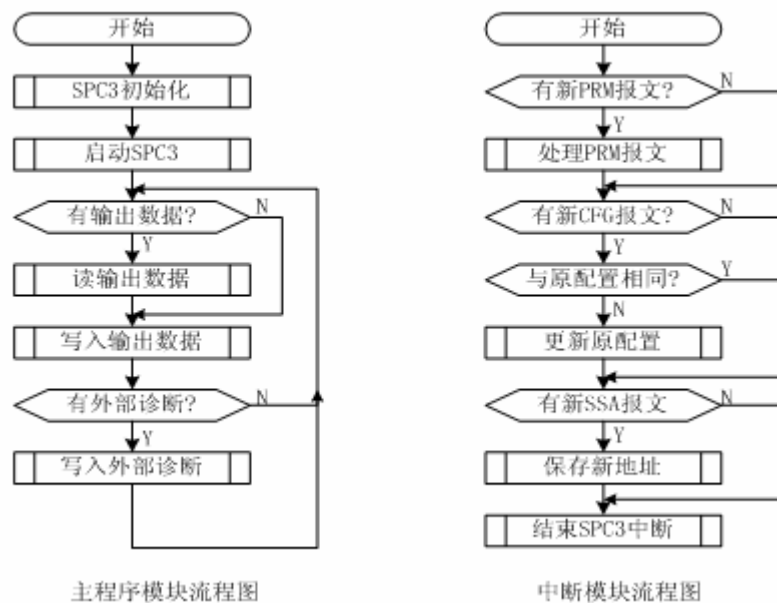 开始
SPC3初始化
启动SPC3
有输出数据?
N
Y
读输出数据
写入输出数据
有外部诊断?
N
Y
写入外部诊断
主程序模块流程图
开始
有新PRM报文?
N
Y
处理PRM报文
有新CFG报文?
N
Y
与原配置相同?
Y
N
更新原配置
有新SSA报文
N
Y
保存新地址
结束SPC3中断
中断模块流程图